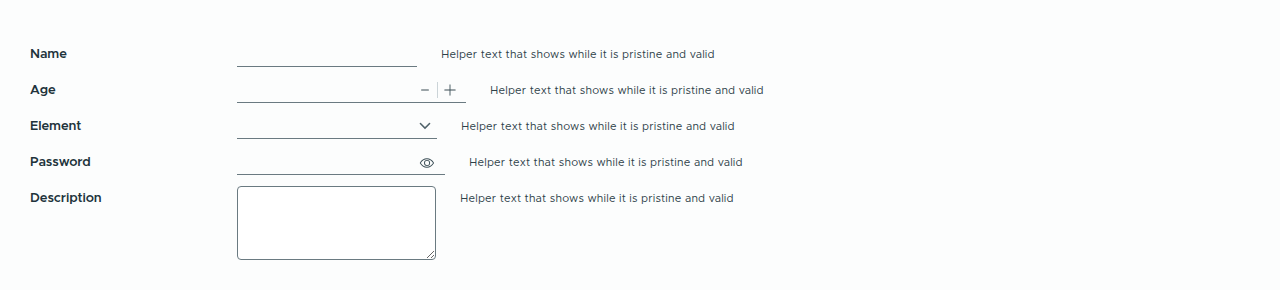 Name Helper text that shows while it is pristine and valid
Age Helper text that shows while it is pristine and valid
Element Helper text that shows while it is pristine and valid
Password Helper text that shows while it is pristine and valid
Description Helper text that shows while it is pristine and valid